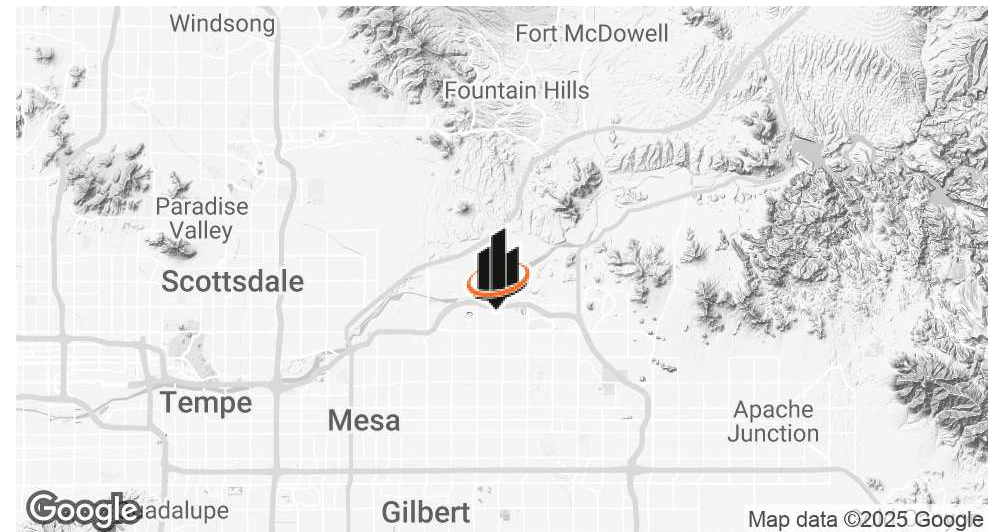 Windsong
Fort McDowell
Fountain Hills
Paradise
Valley
Scottsdale
Tempe
Mesa
Apache
Junction
Google
adalupe
Gilbert
Map data ©2025 Google